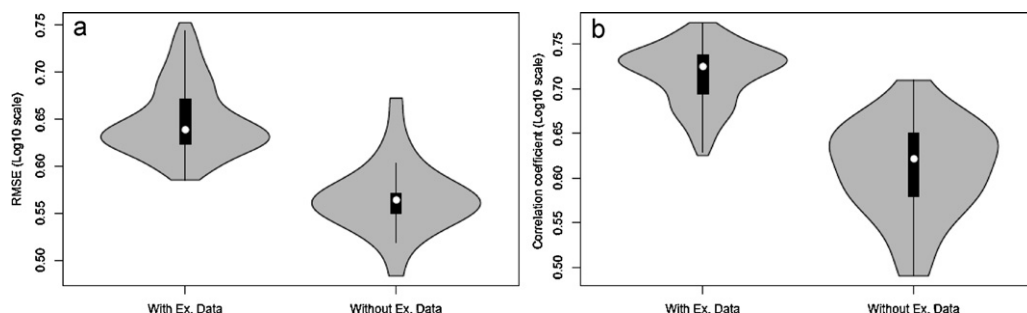 a
RMSE (Log10 scale)
0.75
0.70
0.65
0.60
0.55
0.50
With Ex. Data
Without Ex. Data
b
Correlation coefficient (Log10 scale)
0.75
0.70
0.65
0.60
0.55
0.50
With Ex. Data
Without Ex. Data